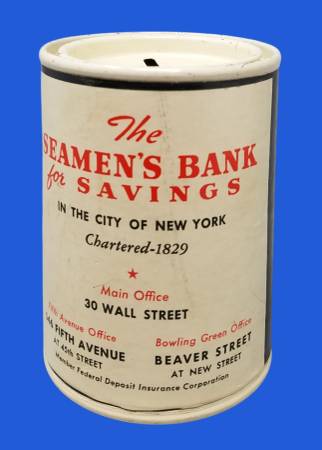 The
SEAMEN'S BANK
for SAVINGS
IN THE CITY OF NEW YORK
Chartered-1829
Main Office
30 WALL STREET
Fifth Avenue Office
FIFTH AVENUE
AT 45th STREET
Bowling Green Office
BEAVER STREET
AT NEW STREET
Member Federal Deposit Insurance Corporation